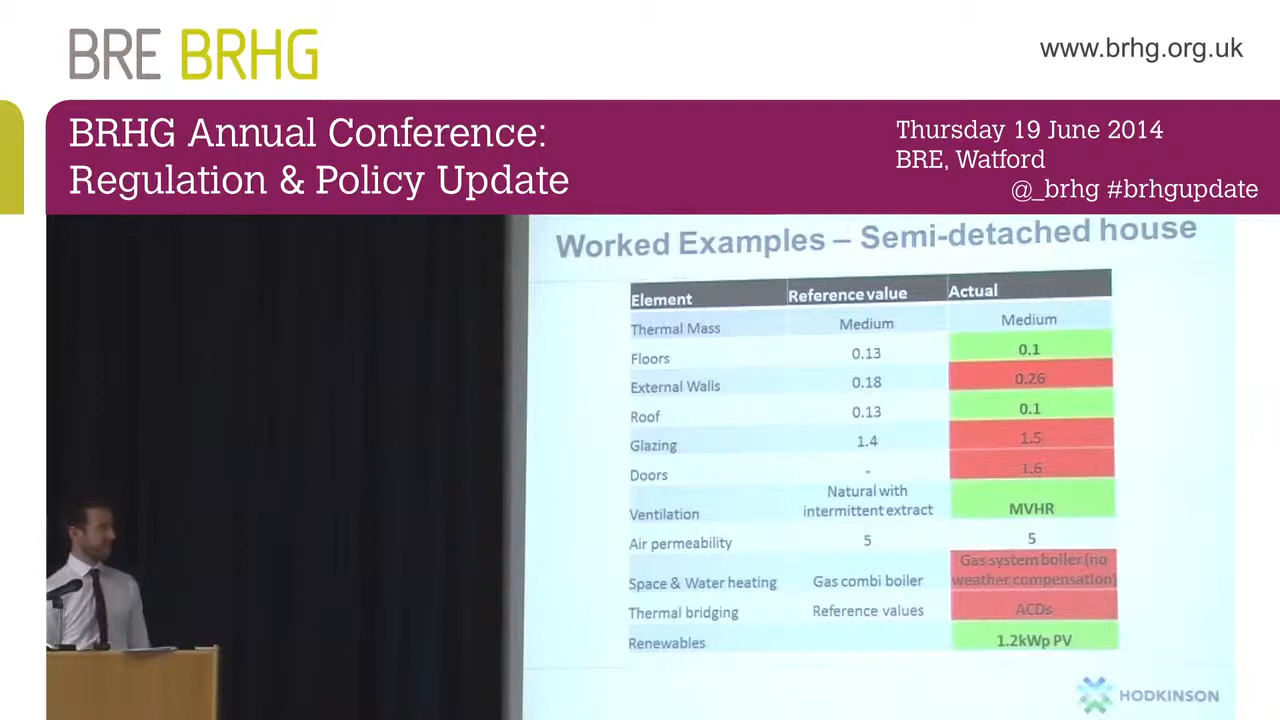 BRE BRHG
www.brhg.org.uk
BRHG Annual Conference:
Regulation & Policy Update
Thursday 19 June 2014
BRE, Watford
@_brhg #brhgupdate
Worked Examples – Semi-detached house
Element Reference value Actual
Thermal Mass Medium Medium
Floors 0.13 0.1
External Walls 0.18 0.26
Roof 0.13 0.1
Glazing 1.4 1.5
Doors - 1.6
Ventilation Natural with intermittent extract MVHR
Air permeability 5 5
Space & Water heating Gas combi boiler Gas system boiler (no weather compensation)
Thermal bridging Reference values ACDs
Renewables 1.2kWp PV
HODKINSON